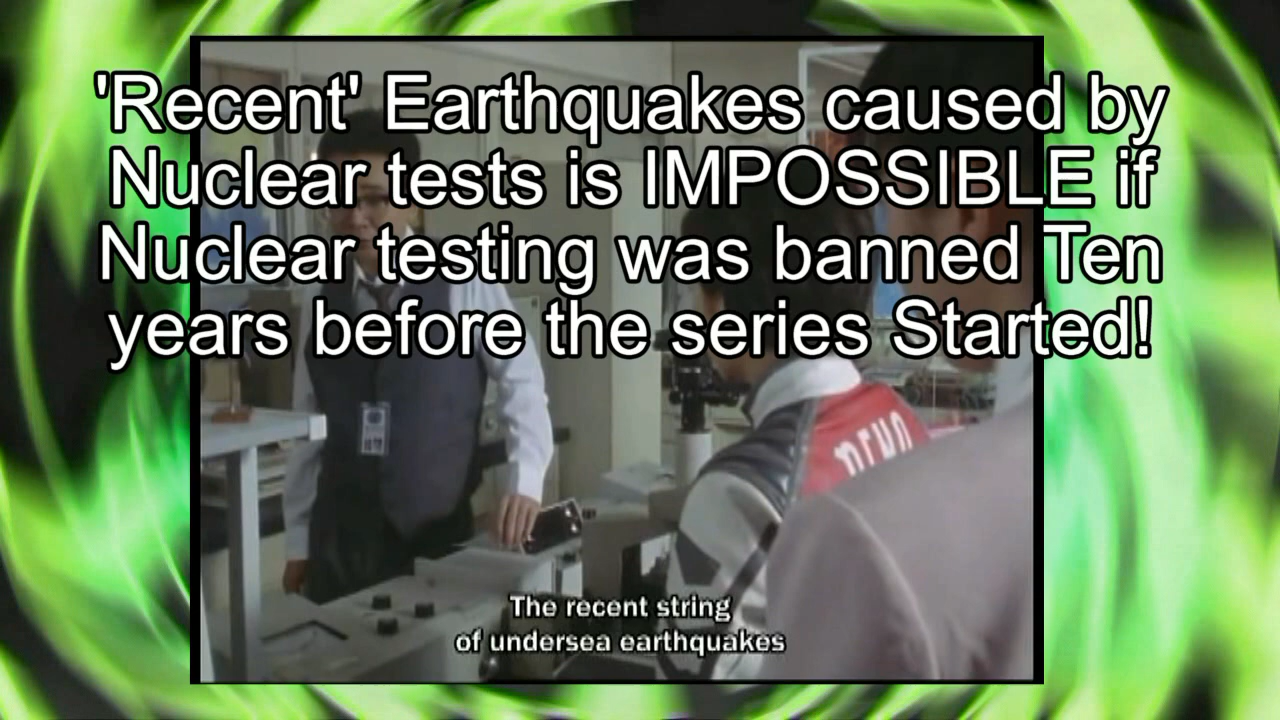 'Recent' Earthquakes caused by
Nuclear tests is IMPOSSIBLE if
Nuclear testing was banned Ten
years before the series Started!
The recent string
of undersea earthquakes